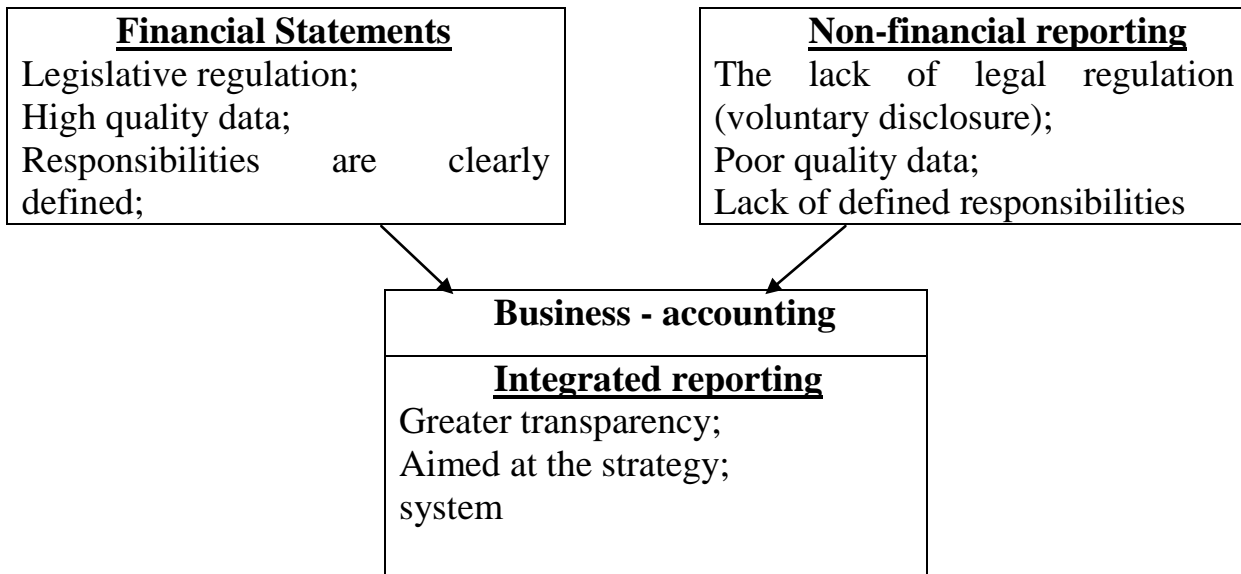 Financial Statements
Legislative regulation;
High quality data;
Responsibilities are clearly
defined;
Non-financial reporting
The lack of legal regulation
(voluntary disclosure);
Poor quality data;
Lack of defined responsibilities
Business - accounting
Integrated reporting
Greater transparency;
Aimed at the strategy;
system